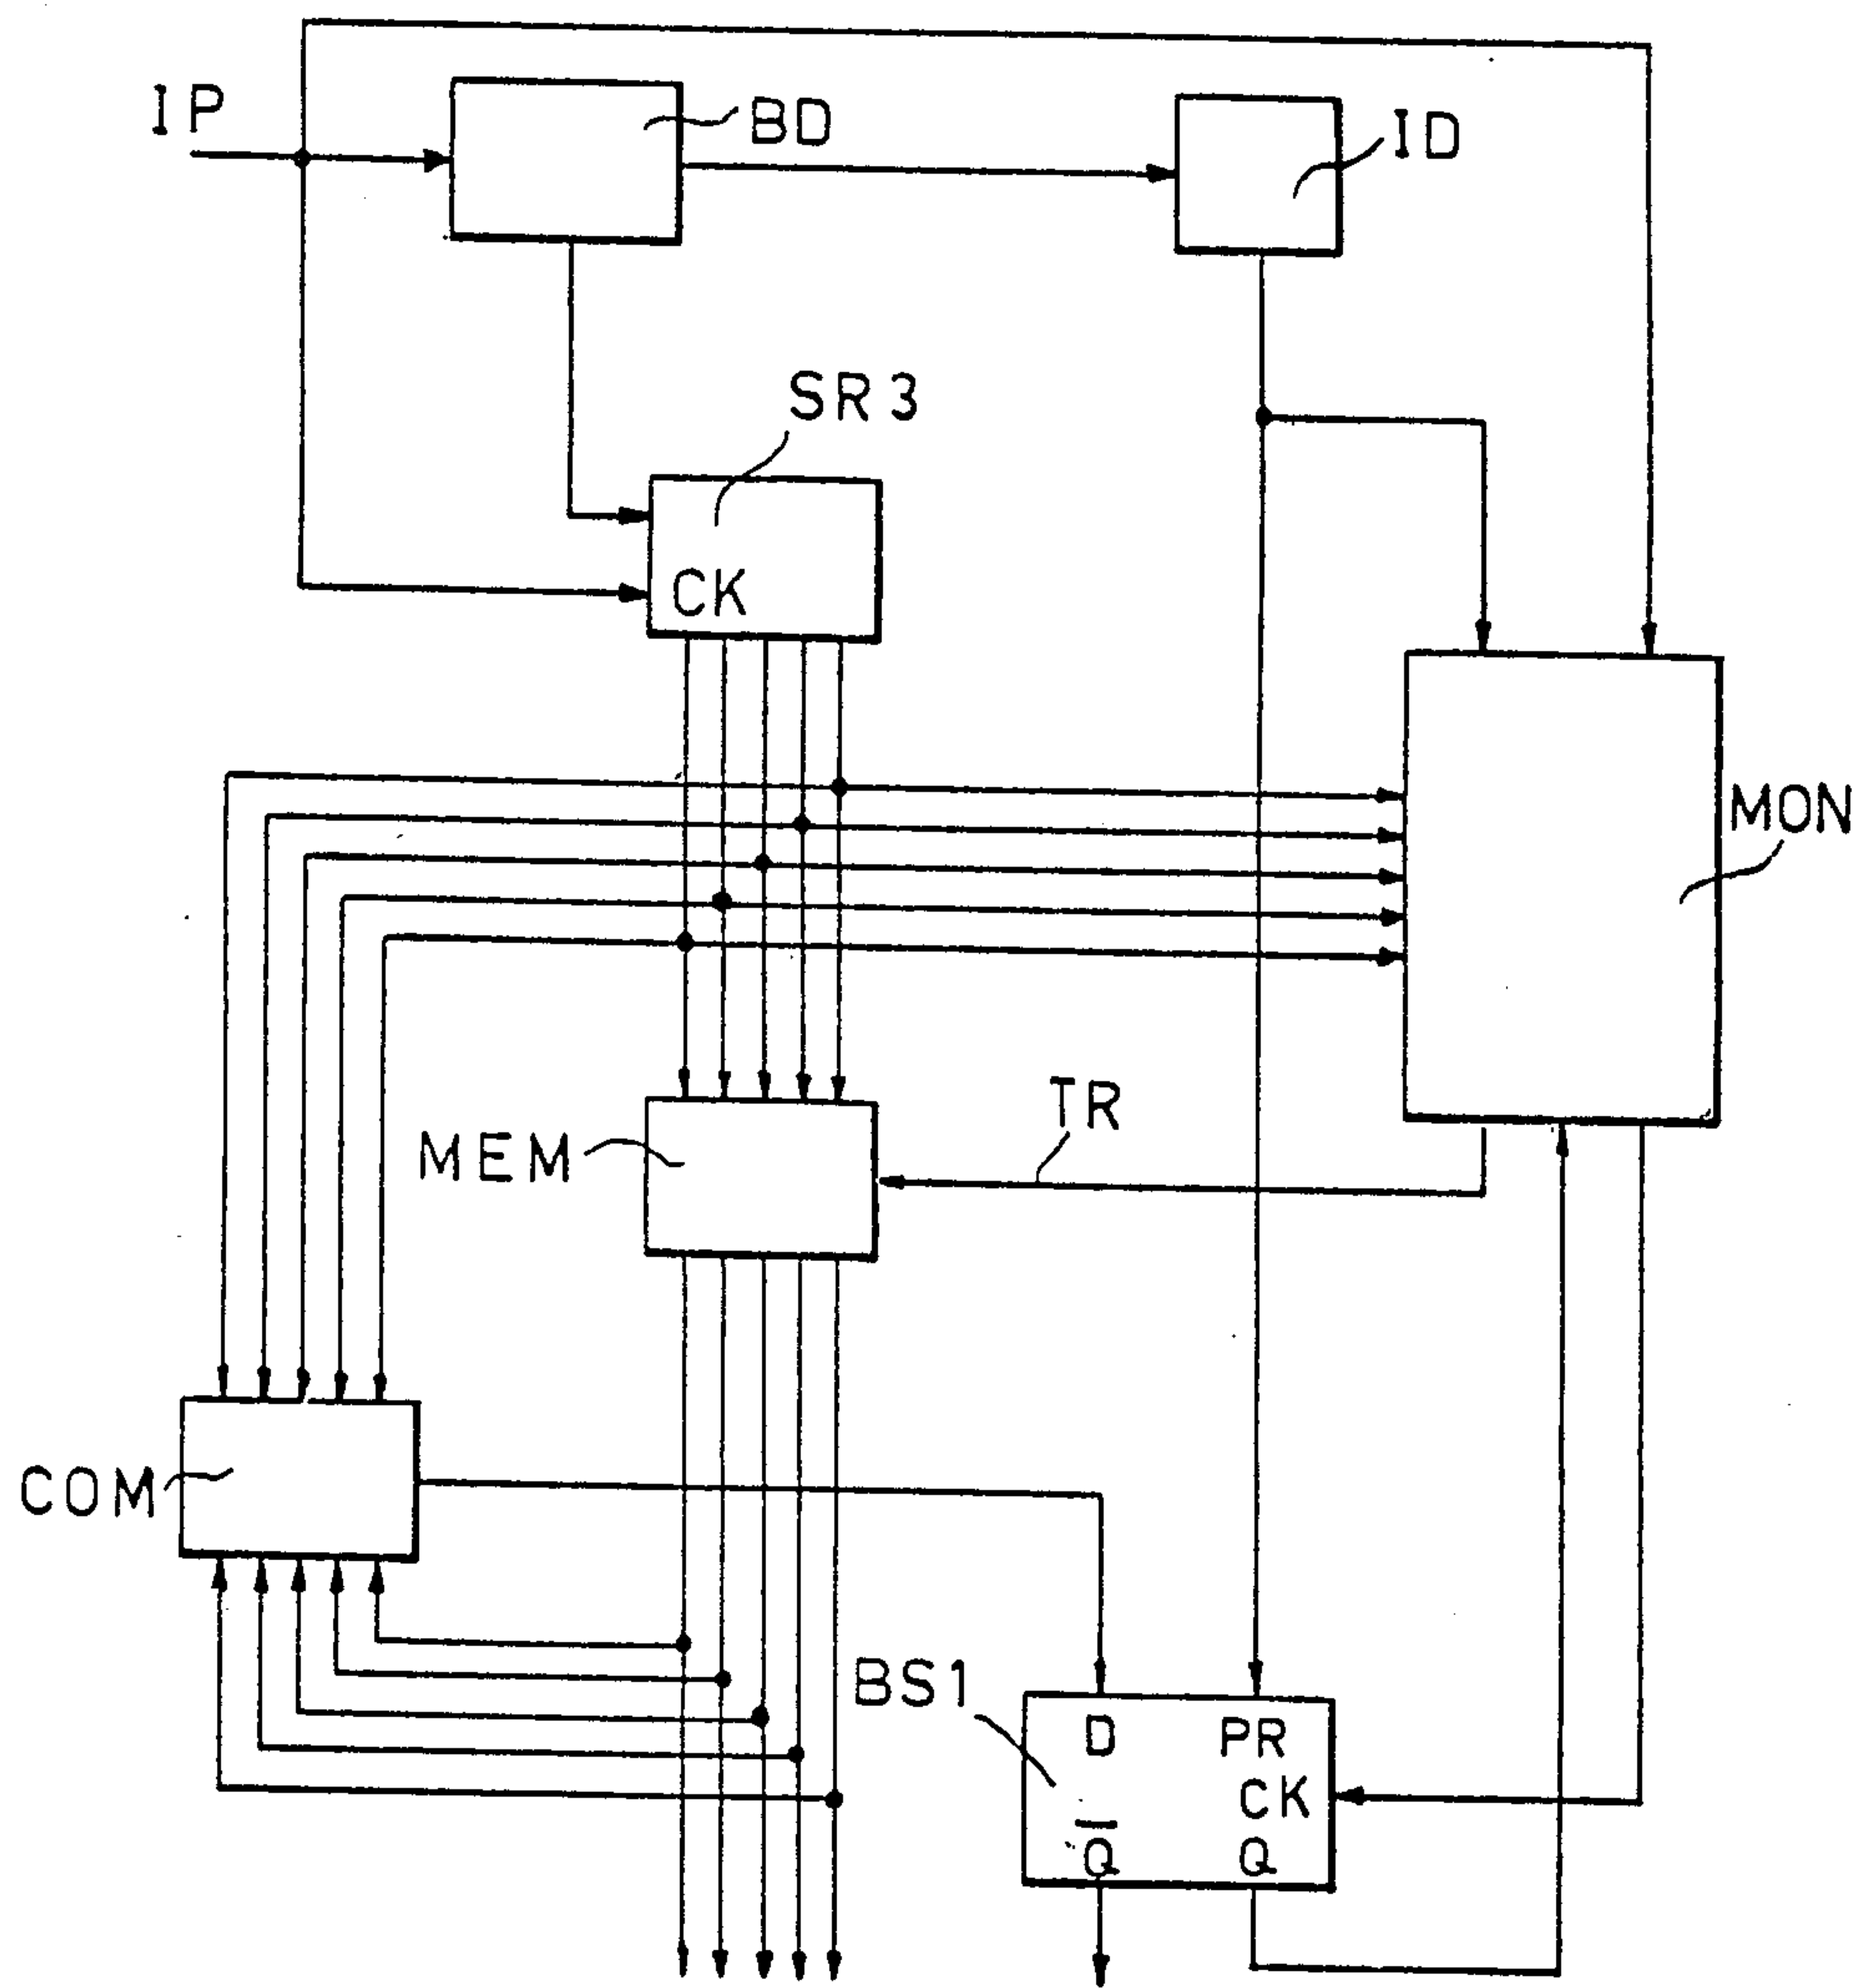 IP
BD
ID
SR3
CK
MON
TR
MEM
COM
BS1
D PR
CK
Q̅ Q